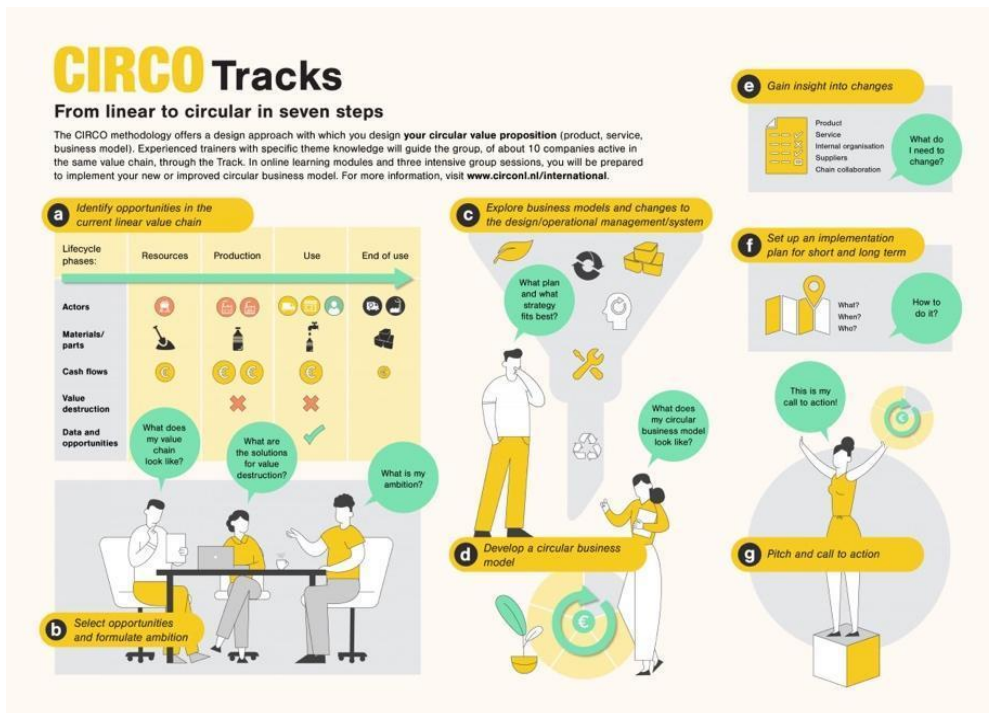 CIRCO Tracks
From linear to circular in seven steps
The CIRCO methodology offers a design approach with which you design your circular value proposition (product, service,
business model). Experienced trainers with specific theme knowledge will guide the group, of about 10 companies active in
the same value chain, through the Track. In online learning modules and three intensive group sessions, you will be prepared
to implement your new or improved circular business model. For more information, visit www.circonl.nl/international.
a
Identify opportunities in the
current linear value chain
Lifecycle
phases:
Resources
Production
Use
End of use
Actors
Materials/
parts
Cash flows
€
€ €
€
€
Value
destruction
Data and
opportunities
What does
my value
chain
look like?
What are
the solutions
for value
destruction?
What is my
ambition?
b
Select opportunities
and formulate ambition
c
Explore business models and changes to
the design/operational management/system
What plan
and what
strategy
fits best?
What does
my circular
business model
look like?
d
Develop a circular business
model
€
e
Gain insight into changes
Product
Service
Internal organisation
Suppliers
Chain collaboration
What do
I need to
change?
f
Set up an implementation
plan for short and long term
What?
When?
Who?
How to
do it?
This is my
call to action!
€
g
Pitch and call to action